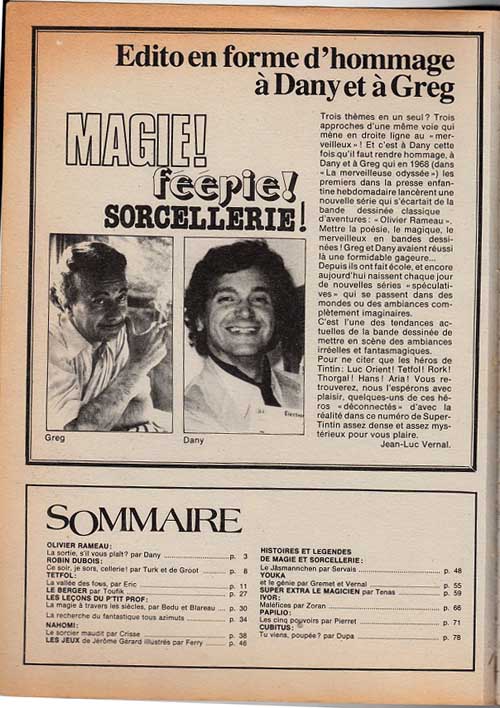 Edito en forme d'hommage
à Dany et à Greg
MAGIE!
féerie!
SORCELLERIE!
Trois thèmes en un seul ? Trois
approches d'une même voie qui
mène en droite ligne au « mer-
veilleux » ! Et c'est à Dany cette
fois qu'il faut rendre hommage, à
Dany et à Greg qui en 1968 (dans
« La merveilleuse odyssée ») les
premiers dans la presse enfan-
tine hebdomadaire lancèrent une
nouvelle série qui s'écartait de la
bande dessinée classique
d'aventures : « Olivier Rameau ».
Mettre la poésie, le magique, le
merveilleux en bandes dessi-
nées ! Greg et Dany avaient réussi
là une formidable gageure...
Depuis ils ont fait école, et encore
aujourd'hui naissent chaque jour
de nouvelles séries « spéculati-
ves » qui se passent dans des
mondes ou des ambiances com-
plètement imaginaires.
C'est l'une des tendances ac-
tuelles de la bande dessinée de
mettre en scène des ambiances
irréelles et fantasmagiques.
Pour ne citer que les héros de
Tintin : Luc Orient! Tetfol! Rork!
Thorgal! Hans! Aria! Vous re-
trouverez, nous l'espérons avec
plaisir, quelques-uns de ces hé-
ros « déconnectés » d'avec la
réalité dans ce numéro de Super-
Tintin assez dense et assez mys-
térieux pour vous plaire.
Jean-Luc Vernal.
Greg
Dany
SOMMAIRE
OLIVIER RAMEAU:
La sortie, s'il vous plaît? par Dany ........ p. 3
ROBIN DUBOIS:
Ce soir, je sors, cellerie! par Turk et de Groot ........ p. 8
TETFOL:
La vallée des fous, par Eric ........ p. 11
LE BERGER par Toufik ........ p. 27
LES LEÇONS DU P'TIT PROF:
La magie à travers les siècles, par Bedu et Blareau .... p. 30
La recherche du fantastique tous azimuts ........ p. 34
NAHOMI:
Le sorcier maudit par Crisse ........ p. 38
LES JEUX de Jérôme Gérard illustrés par Ferry ........ p. 46
HISTOIRES ET LEGENDES
DE MAGIE ET SORCELLERIE:
Le Jäsmannchen par Servais ........ p. 48
YOUKA
et le génie par Gremet et Vernal ........ p. 55
SUPER EXTRA LE MAGICIEN par Tenas ........ p. 59
IVOR:
Maléfices par Zoran ........ p. 66
PAPILIO:
Les cinq pouvoirs par Pierret ........ p. 71
CUBITUS:
Tu viens, poupée? par Dupa ........ p. 78